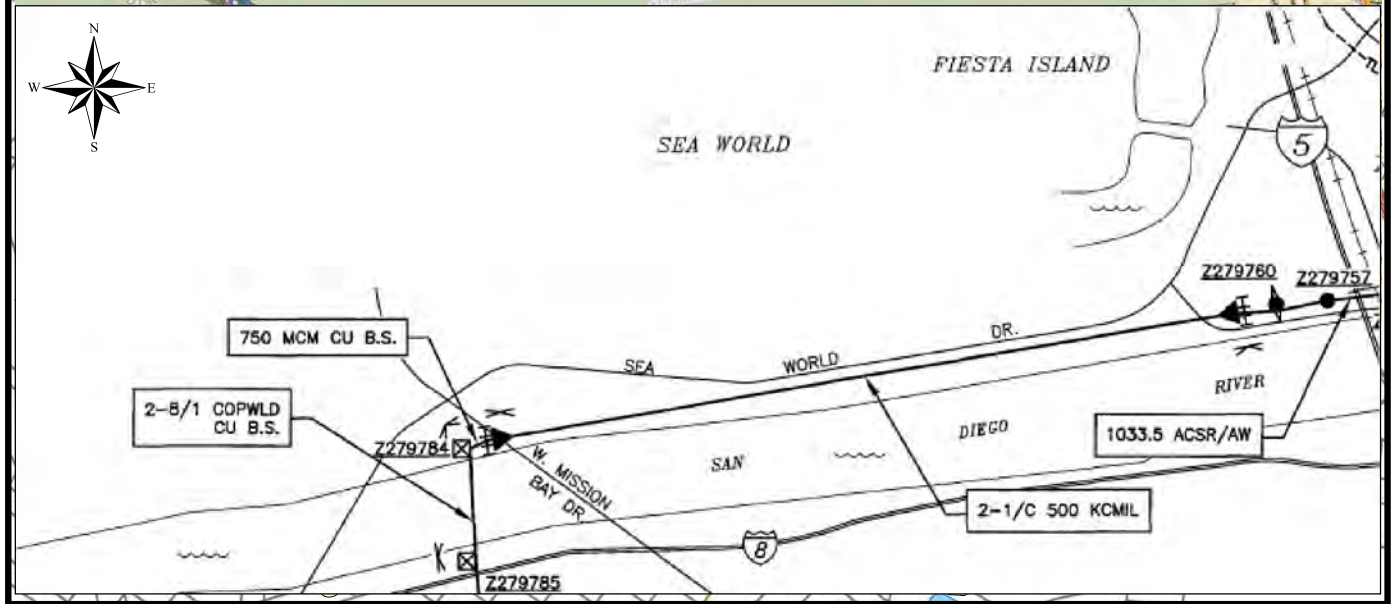 N
W E
S
FIESTA ISLAND
SEA WORLD
5
Z279760
Z279757
750 MCM CU B.S.
SEA WORLD DR.
2-8/1 COPWLD
CU B.S.
RIVER
1033.5 ACSR/AW
Z279784
DIEGO
SAN
W. MISSION
BAY DR.
2-1/C 500 KCMIL
8
Z279785